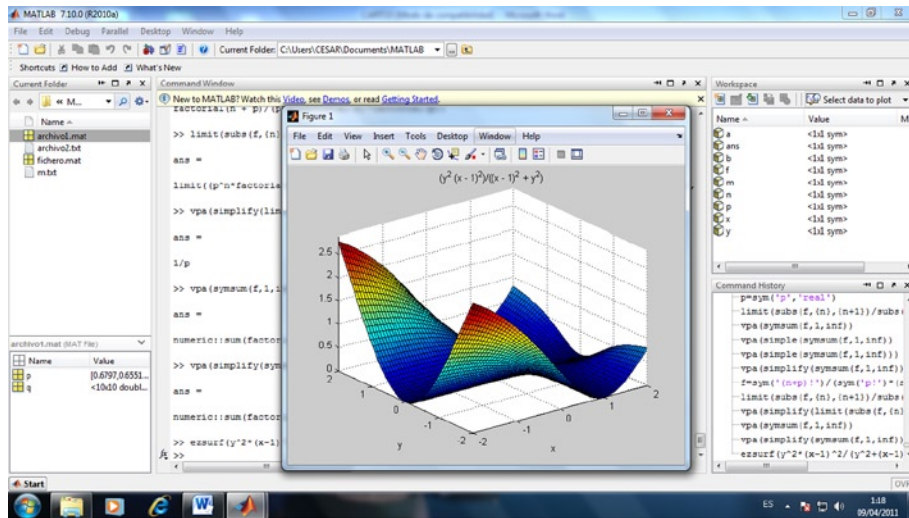 MATLAB 7.10.0 (R2010a)
File Edit Debug Parallel Desktop Window Help
Current Folder: C:\Users\CESAR\Documents\MATLAB
Shortcuts How to Add What's New
Current Folder
« M...
Name
archivo1.mat
archivo2.txt
fichero.mat
m.txt
archivo1.mat (MAT File)
Name Value
p [0.6797,0.6551...
q <10x10 doubl...
Command Window
New to MATLAB? Watch this Video, see Demos, or read Getting Started.
>> limit(subs(f,{n
ans =
limit((p^n*factoria
>> vpa(simplify(lim
ans =
1/p
>> vpa(symsum(f,1,i
ans =
numeric::sum(factor
>> vpa(simplify(sym
ans =
numeric::sum(factor
>> ezsurf(y^2*(x-1)
fx >>
Figure 1
File Edit View Insert Tools Desktop Window Help
(y² (x - 1)²)/((x - 1)² + y²)
2.5
2
1.5
1
0.5
0
2
1
0
-1
-2
y
-2
-1
0
1
2
x
Workspace
Select data to plot
Name Value M
a <1x1 sym>
ans <1x1 sym>
b <1x1 sym>
f <1x1 sym>
m <1x1 sym>
n <1x1 sym>
p <1x1 sym>
x <1x1 sym>
y <1x1 sym>
Command History
p=sym('p','real')
limit(subs(f,{n},{n+1})/subs(
vpa(symsum(f,1,inf))
vpa(simple(symsum(f,1,inf)))
vpa(simplify(symsum(f,1,inf))
f=sym('(n+p)!')/(sym('p!')*(s
limit(subs(f,{n},{n+1})/subs(
vpa(simplify(limit(subs(f,{n}
vpa(symsum(f,1,inf))
vpa(simplify(symsum(f,1,inf))
ezsurf(y^2*(x-1)^2/(y^2+(x-1)
Start
OVR
ES
1:18
09/04/2011